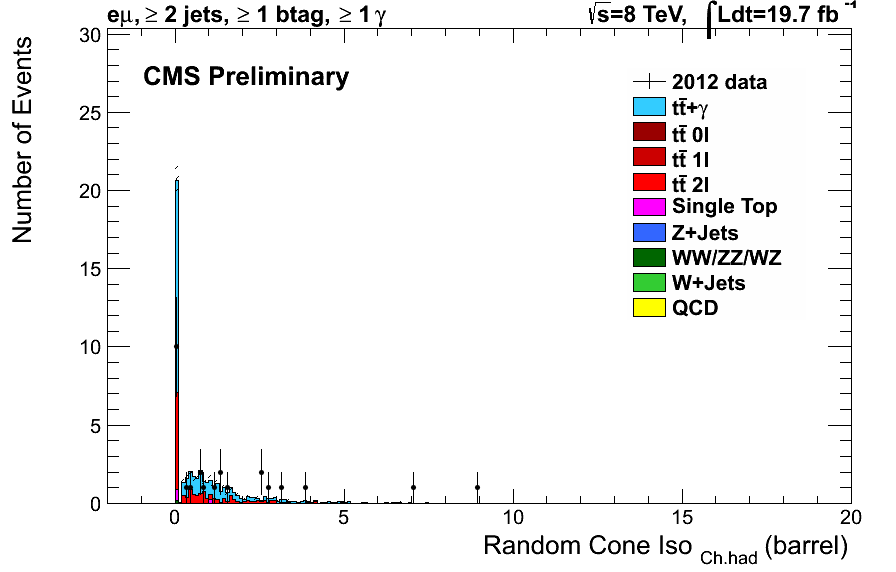 eμ, ≥ 2 jets, ≥ 1 btag, ≥ 1 γ
√s=8 TeV, ∫Ldt=19.7 fb⁻¹
CMS Preliminary
2012 data
tt̄+γ
tt̄ 0l
tt̄ 1l
tt̄ 2l
Single Top
Z+Jets
WW/ZZ/WZ
W+Jets
QCD
Number of Events
30
25
20
15
10
5
0
0 5 10 15 20
Random Cone Iso Ch.had (barrel)